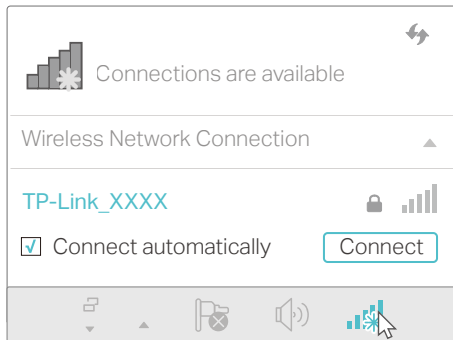 Connections are available
Wireless Network Connection
TP-Link_XXXX
Connect automatically
Connect